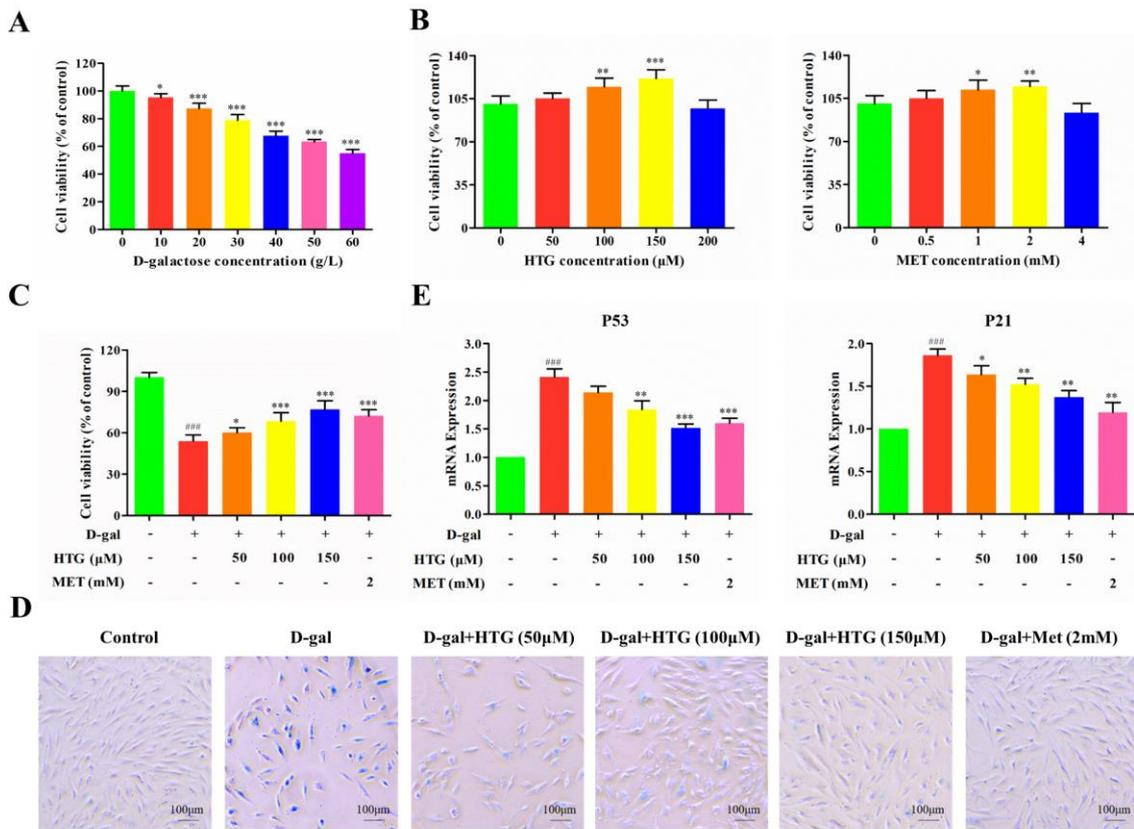 A
Cell viability (% of control)
120
100
80
60
40
20
0
* *** *** *** *** ***
0 10 20 30 40 50 60
D-galactose concentration (g/L)
B
Cell viability (% of control)
140
105
70
35
0
** ***
0 50 100 150 200
HTG concentration (μM)
Cell viability (% of control)
140
105
70
35
0
* **
0 0.5 1 2 4
MET concentration (mM)
C
Cell viability (% of control)
120
90
60
30
0
### * *** *** ***
D-gal - + + + + +
HTG (μM) - - 50 100 150 -
MET (mM) - - - - - 2
E
P53
mRNA Expression
3.0
2.5
2.0
1.5
1.0
0.5
0.0
### ** *** ***
D-gal - + + + + +
HTG (μM) - - 50 100 150 -
MET (mM) - - - - - 2
P21
mRNA Expression
2.0
1.5
1.0
0.5
0.0
### * ** ** **
D-gal - + + + + +
HTG (μM) - - 50 100 150 -
MET (mM) - - - - - 2
D
Control D-gal D-gal+HTG (50μM) D-gal+HTG (100μM) D-gal+HTG (150μM) D-gal+Met (2mM)
100μm 100μm 100μm 100μm 100μm 100μm